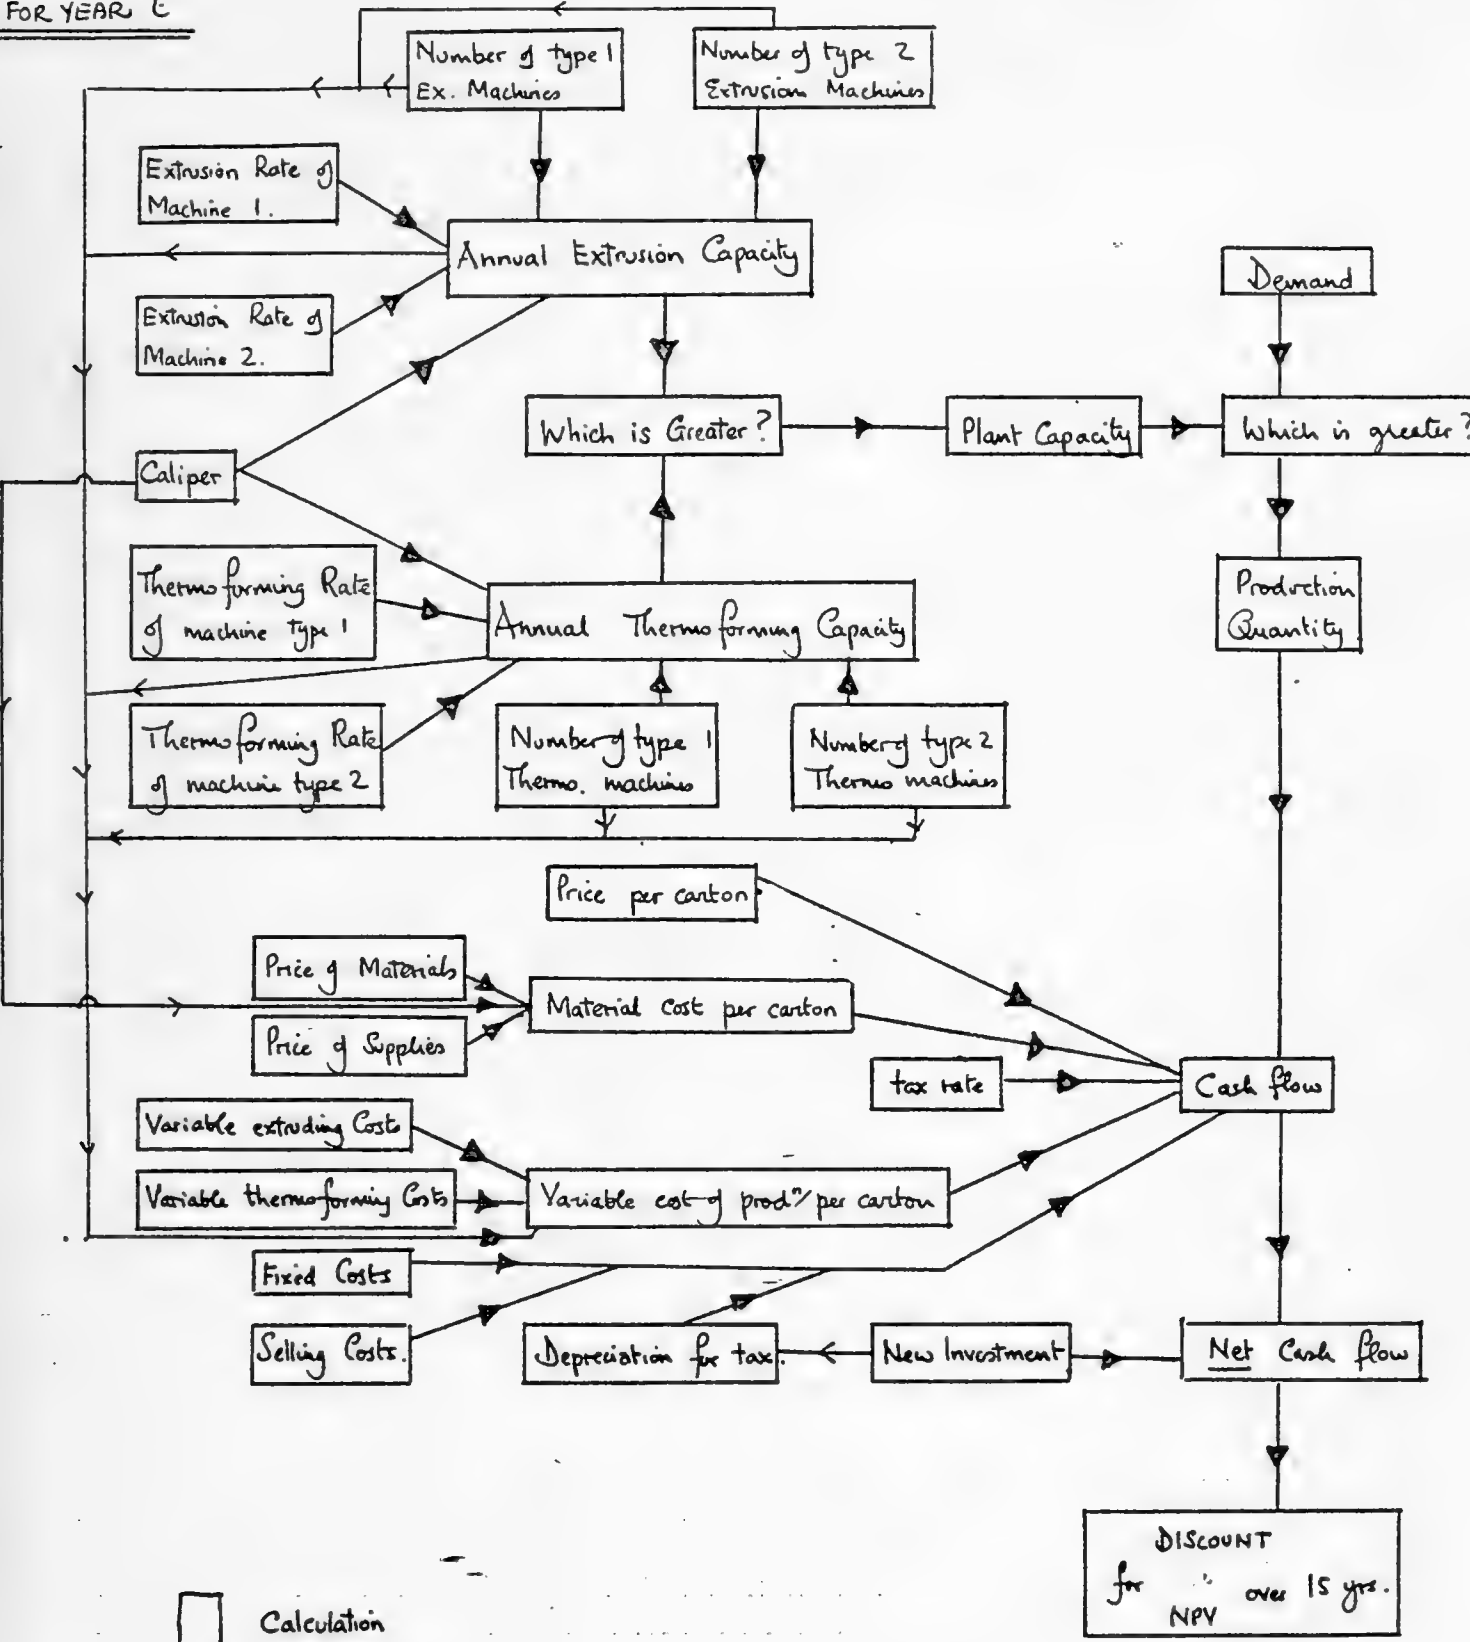 FOR YEAR t
Number of type 1
Ex. Machines
Number of type 2
Extrusion Machines
Extrusion Rate of
Machine 1.
Annual Extrusion Capacity
Demand
Extrusion Rate of
Machine 2.
Which is Greater?
Plant Capacity
Which is greater?
Caliper
Thermoforming Rate
of machine type 1
Production
Quantity
Annual Thermoforming Capacity
Thermoforming Rate
of machine type 2
Number of type 1
Thermo. machines
Number of type 2
Thermo machines
Price per carton
Price of Materials
Material cost per carton
Price of Supplies
tax rate
Cash flow
Variable extruding Costs
Variable thermoforming Costs
Variable cost of prodⁿ/per carton
Fixed Costs
Selling Costs.
Depreciation for tax.
New Investment
Net Cash flow
DISCOUNT
for NPV over 15 yrs.
Calculation